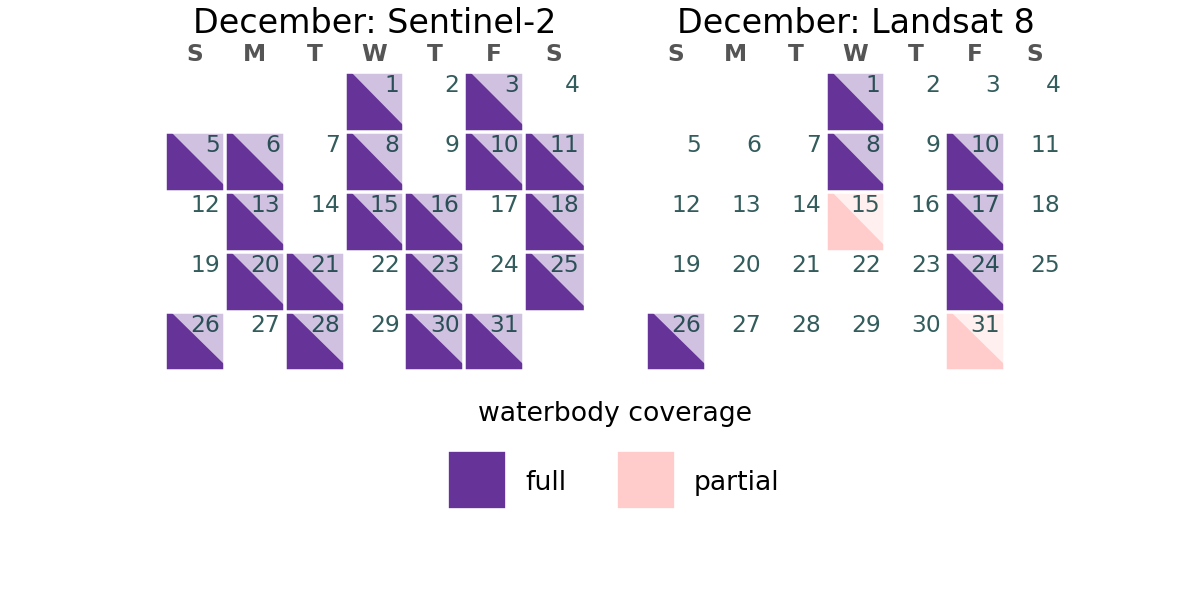 December: Sentinel-2
S M T W T F S
1 2 3 4
5 6 7 8 9 10 11
12 13 14 15 16 17 18
19 20 21 22 23 24 25
26 27 28 29 30 31
December: Landsat 8
S M T W T F S
1 2 3 4
5 6 7 8 9 10 11
12 13 14 15 16 17 18
19 20 21 22 23 24 25
26 27 28 29 30 31
waterbody coverage
full partial